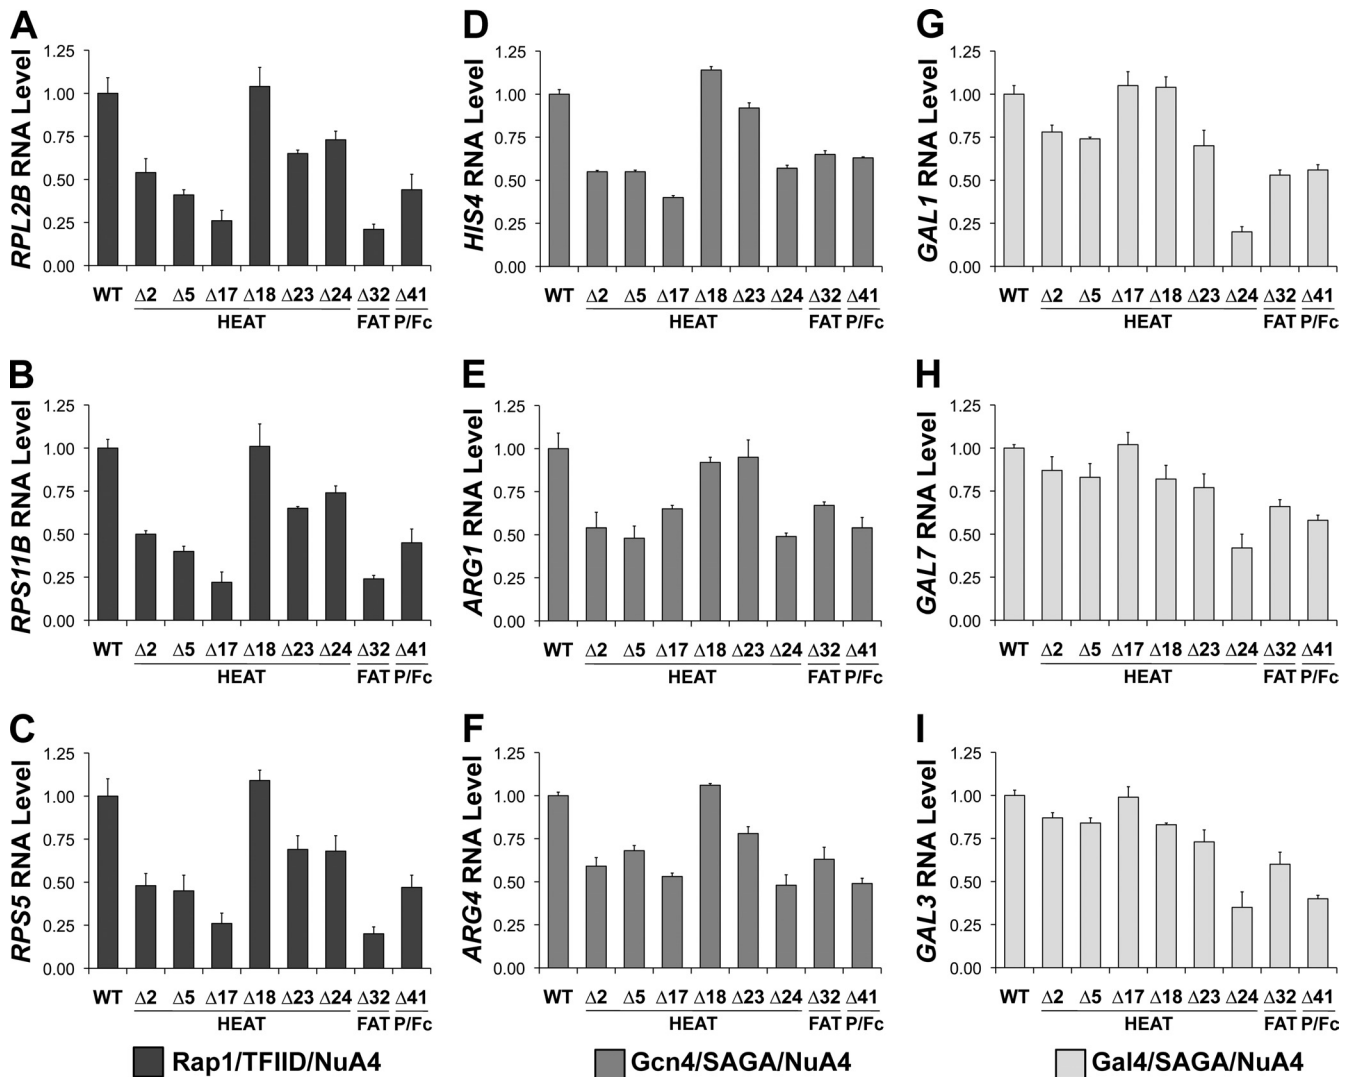 A
RPL2B RNA Level
1.25
1.00
0.75
0.50
0.25
0.00
WT Δ2 Δ5 Δ17 Δ18 Δ23 Δ24 Δ32 Δ41
HEAT FAT P/Fc
B
RPS11B RNA Level
1.25
1.00
0.75
0.50
0.25
0.00
WT Δ2 Δ5 Δ17 Δ18 Δ23 Δ24 Δ32 Δ41
HEAT FAT P/Fc
C
RPS5 RNA Level
1.25
1.00
0.75
0.50
0.25
0.00
WT Δ2 Δ5 Δ17 Δ18 Δ23 Δ24 Δ32 Δ41
HEAT FAT P/Fc
Rap1/TFIID/NuA4
D
HIS4 RNA Level
1.25
1.00
0.75
0.50
0.25
0.00
WT Δ2 Δ5 Δ17 Δ18 Δ23 Δ24 Δ32 Δ41
HEAT FAT P/Fc
E
ARG1 RNA Level
1.25
1.00
0.75
0.50
0.25
0.00
WT Δ2 Δ5 Δ17 Δ18 Δ23 Δ24 Δ32 Δ41
HEAT FAT P/Fc
F
ARG4 RNA Level
1.25
1.00
0.75
0.50
0.25
0.00
WT Δ2 Δ5 Δ17 Δ18 Δ23 Δ24 Δ32 Δ41
HEAT FAT P/Fc
Gcn4/SAGA/NuA4
G
GAL1 RNA Level
1.25
1.00
0.75
0.50
0.25
0.00
WT Δ2 Δ5 Δ17 Δ18 Δ23 Δ24 Δ32 Δ41
HEAT FAT P/Fc
H
GAL7 RNA Level
1.25
1.00
0.75
0.50
0.25
0.00
WT Δ2 Δ5 Δ17 Δ18 Δ23 Δ24 Δ32 Δ41
HEAT FAT P/Fc
I
GAL3 RNA Level
1.25
1.00
0.75
0.50
0.25
0.00
WT Δ2 Δ5 Δ17 Δ18 Δ23 Δ24 Δ32 Δ41
HEAT FAT P/Fc
Gal4/SAGA/NuA4